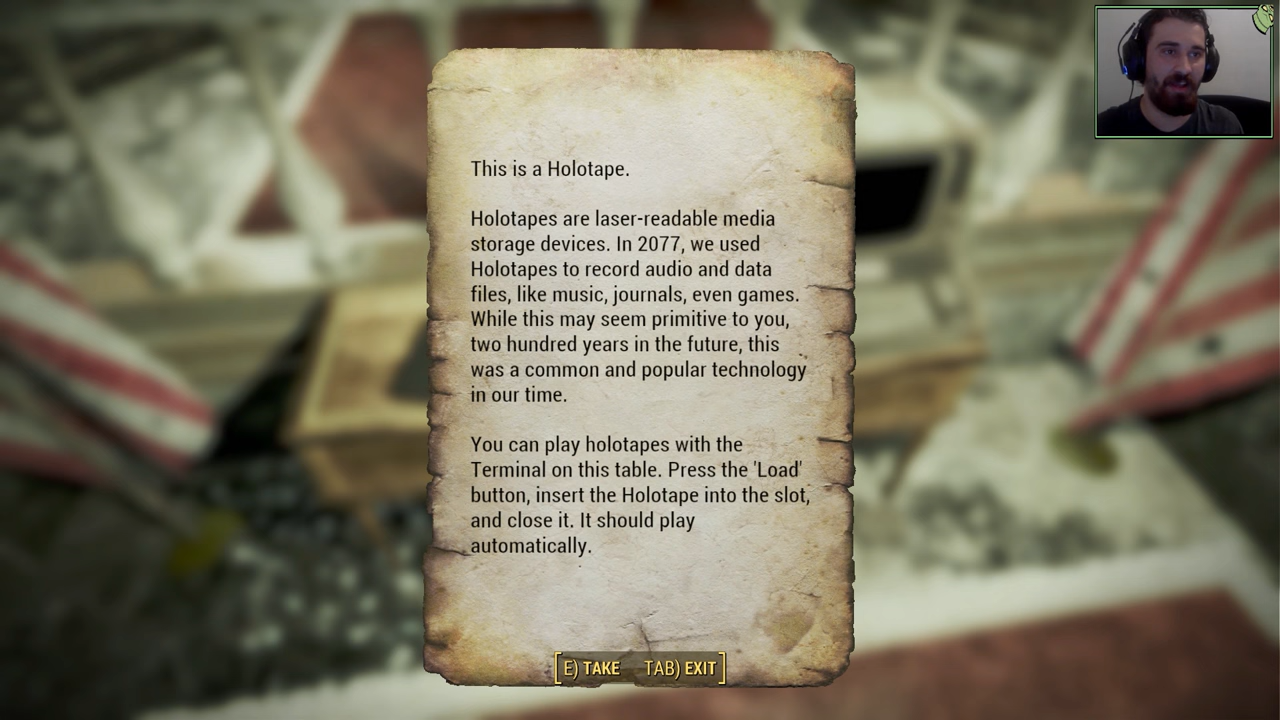 This is a Holotape.
Holotapes are laser-readable media
storage devices. In 2077, we used
Holotapes to record audio and data
files, like music, journals, even games.
While this may seem primitive to you,
two hundred years in the future, this
was a common and popular technology
in our time.
You can play holotapes with the
Terminal on this table. Press the 'Load'
button, insert the Holotape into the slot,
and close it. It should play
automatically.
E) TAKE TAB) EXIT